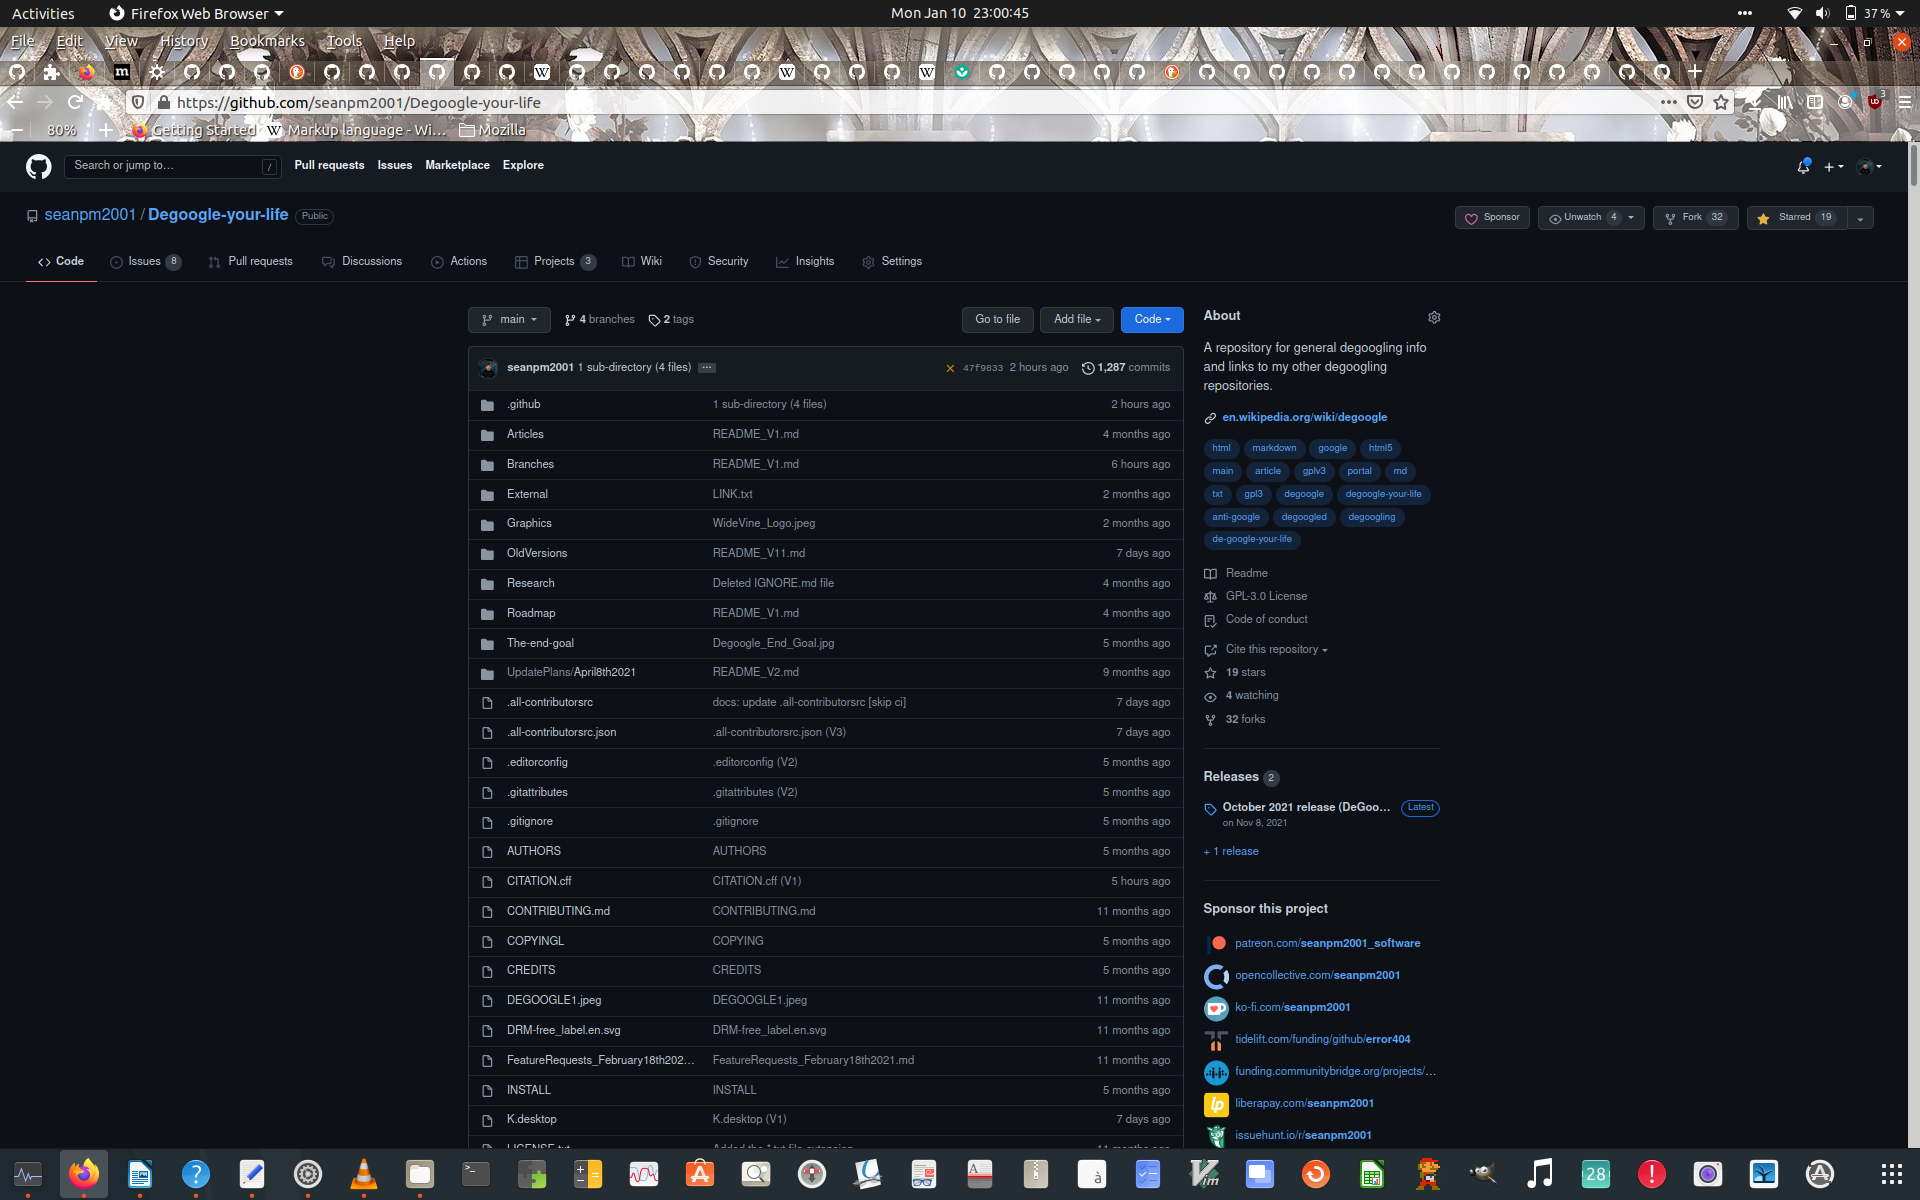 Activities
Firefox Web Browser
Mon Jan 10 23:00:45
37 %
File Edit View History Bookmarks Tools Help
https://github.com/seanpm2001/Degoogle-your-life
3
80%
Getting Started
Markup language - Wi…
Mozilla
Search or jump to…
/
Pull requests Issues Marketplace Explore
seanpm2001 / Degoogle-your-life Public
Sponsor
Unwatch 4
Fork 32
Starred 19
Code
Issues 8
Pull requests
Discussions
Actions
Projects 3
Wiki
Security
Insights
Settings
main
4 branches
2 tags
Go to file
Add file
Code
seanpm2001 1 sub-directory (4 files) 47f9833 2 hours ago 1,287 commits
.github 1 sub-directory (4 files) 2 hours ago
Articles README_V1.md 4 months ago
Branches README_V1.md 6 hours ago
External LINK.txt 2 months ago
Graphics WideVine_Logo.jpeg 2 months ago
OldVersions README_V11.md 7 days ago
Research Deleted IGNORE.md file 4 months ago
Roadmap README_V1.md 4 months ago
The-end-goal Degoogle_End_Goal.jpg 5 months ago
UpdatePlans/April8th2021 README_V2.md 9 months ago
.all-contributorsrc docs: update .all-contributorsrc [skip ci] 7 days ago
.all-contributorsrc.json .all-contributorsrc.json (V3) 7 days ago
.editorconfig .editorconfig (V2) 5 months ago
.gitattributes .gitattributes (V2) 5 months ago
.gitignore .gitignore 5 months ago
AUTHORS AUTHORS 5 months ago
CITATION.cff CITATION.cff (V1) 5 hours ago
CONTRIBUTING.md CONTRIBUTING.md 11 months ago
COPYINGL COPYING 5 months ago
CREDITS CREDITS 5 months ago
DEGOOGLE1.jpeg DEGOOGLE1.jpeg 11 months ago
DRM-free_label.en.svg DRM-free_label.en.svg 11 months ago
FeatureRequests_February18th202… FeatureRequests_February18th2021.md 11 months ago
INSTALL INSTALL 5 months ago
K.desktop K.desktop (V1) 7 days ago
About
A repository for general degoogling info
and links to my other degoogling
repositories.
en.wikipedia.org/wiki/degoogle
html markdown google html5
main article gplv3 portal md
txt gpl3 degoogle degoogle-your-life
anti-google degoogled degoogling
de-google-your-life
Readme
GPL-3.0 License
Code of conduct
Cite this repository
19 stars
4 watching
32 forks
Releases 2
October 2021 release (DeGoo… Latest
on Nov 8, 2021
+ 1 release
Sponsor this project
patreon.com/seanpm2001_software
opencollective.com/seanpm2001
ko-fi.com/seanpm2001
tidelift.com/funding/github/error404
funding.communitybridge.org/projects/…
liberapay.com/seanpm2001
issuehunt.io/r/seanpm2001
28